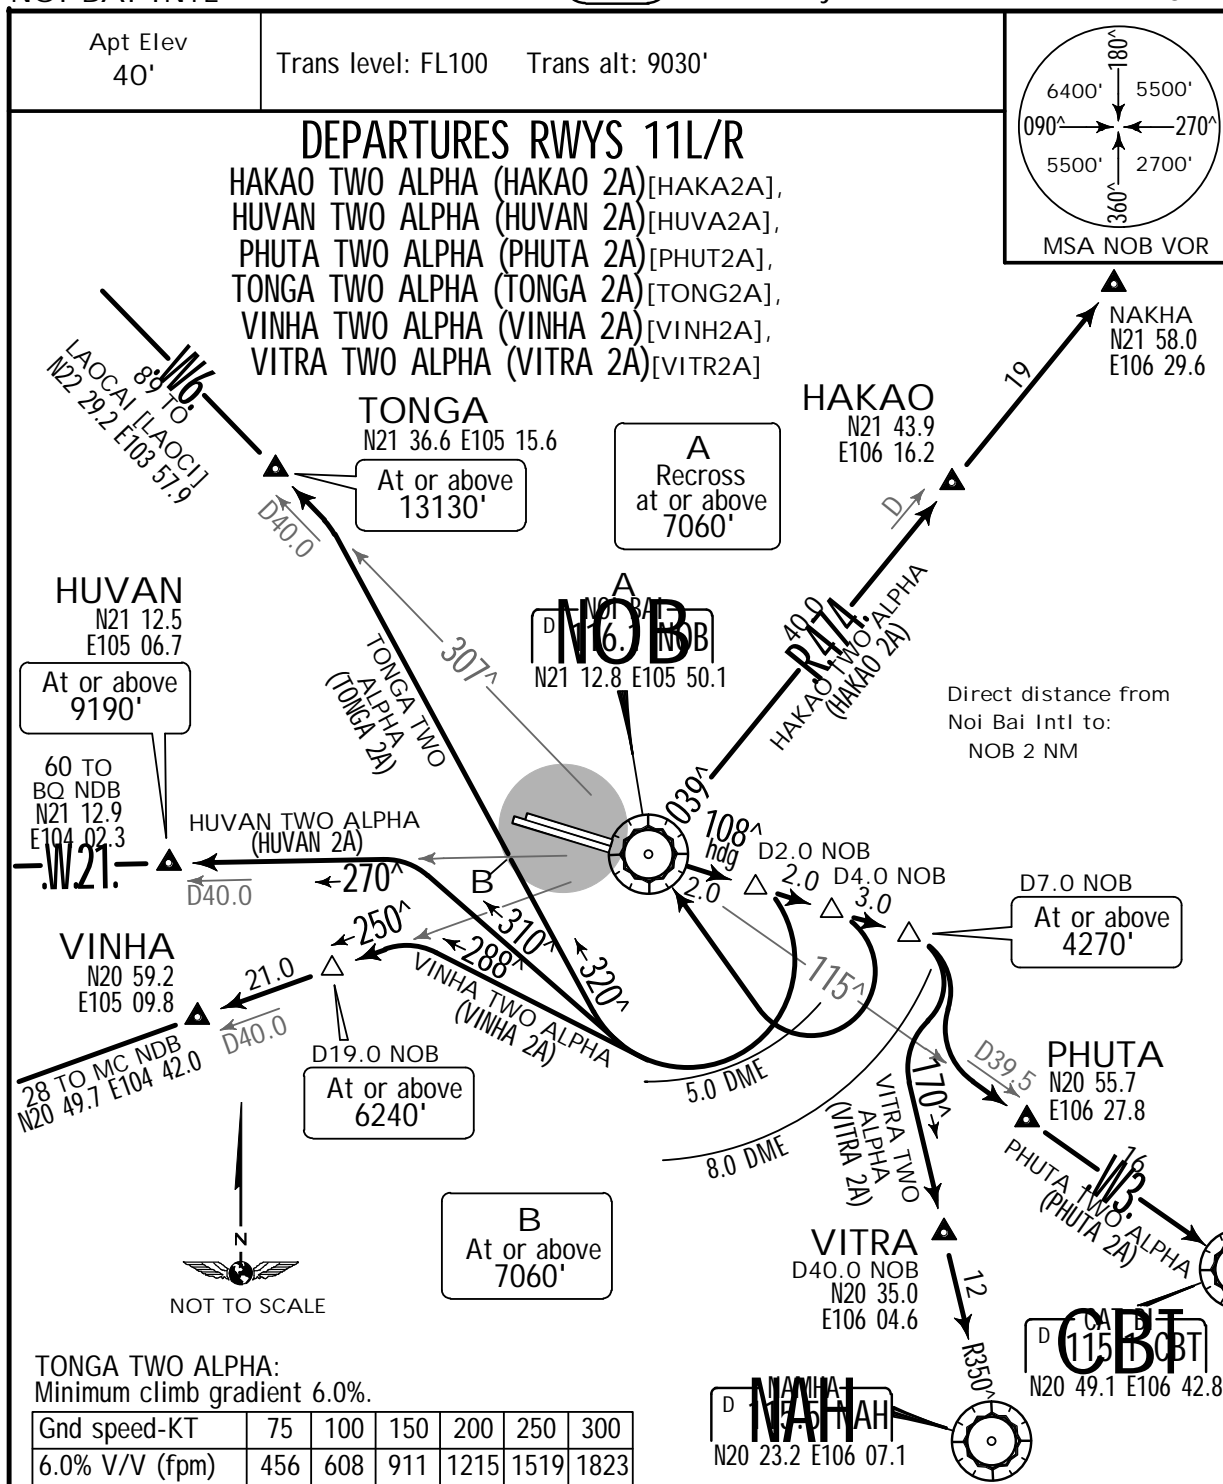 Apt Elev
40'
Trans level: FL100 Trans alt: 9030'
180^
6400' 5500'
090^ 270^
5500' 2700'
360^
MSA NOB VOR
DEPARTURES RWYS 11L/R
HAKAO TWO ALPHA (HAKAO 2A)[HAKA2A],
HUVAN TWO ALPHA (HUVAN 2A)[HUVA2A],
PHUTA TWO ALPHA (PHUTA 2A)[PHUT2A],
TONGA TWO ALPHA (TONGA 2A)[TONG2A],
VINHA TWO ALPHA (VINHA 2A)[VINH2A],
VITRA TWO ALPHA (VITRA 2A)[VITR2A]
NAKHA
N21 58.0
E106 29.6
19
.W6.
89 TO
LAOCAI [LAOCI]
N22 29.2 E103 57.9
TONGA
N21 36.6 E105 15.6
At or above
13130'
D40.0
A
Recross
at or above
7060'
HAKAO
N21 43.9
E106 16.2
D
40.0
.R474.
HAKAO TWO ALPHA
(HAKAO 2A)
HUVAN
N21 12.5
E105 06.7
At or above
9190'
307^
TONGA TWO
ALPHA
(TONGA 2A)
A
NOI BAI
D 116.1 NOB
NOB
N21 12.8 E105 50.1
Direct distance from
Noi Bai Intl to:
NOB 2 NM
60 TO
BQ NDB
N21 12.9
E104 02.3
.W21.
HUVAN TWO ALPHA
(HUVAN 2A)
D40.0
270^
B
039^
108^
hdg
2.0
D2.0 NOB
2.0
D4.0 NOB
3.0
D7.0 NOB
At or above
4270'
VINHA
N20 59.2
E105 09.8
21.0
250^
288^
310^
320^
VINHA TWO ALPHA
(VINHA 2A)
115^
D40.0
28 TO MC NDB
N20 49.7 E104 42.0
D19.0 NOB
At or above
6240'
5.0 DME
8.0 DME
170^
VITRA TWO
ALPHA
(VITRA 2A)
D39.5
PHUTA
N20 55.7
E106 27.8
16
.W3.
PHUTA TWO ALPHA
(PHUTA 2A)
N
NOT TO SCALE
B
At or above
7060'
VITRA
D40.0 NOB
N20 35.0
E106 04.6
12
R350^
CAT BI
D 115.1 CBT
CBT
N20 49.1 E106 42.8
NAMHA
D 115.5 NAH
NAH
N20 23.2 E106 07.1
TONGA TWO ALPHA:
Minimum climb gradient 6.0%.
Gnd speed-KT 75 100 150 200 250 300
6.0% V/V (fpm) 456 608 911 1215 1519 1823